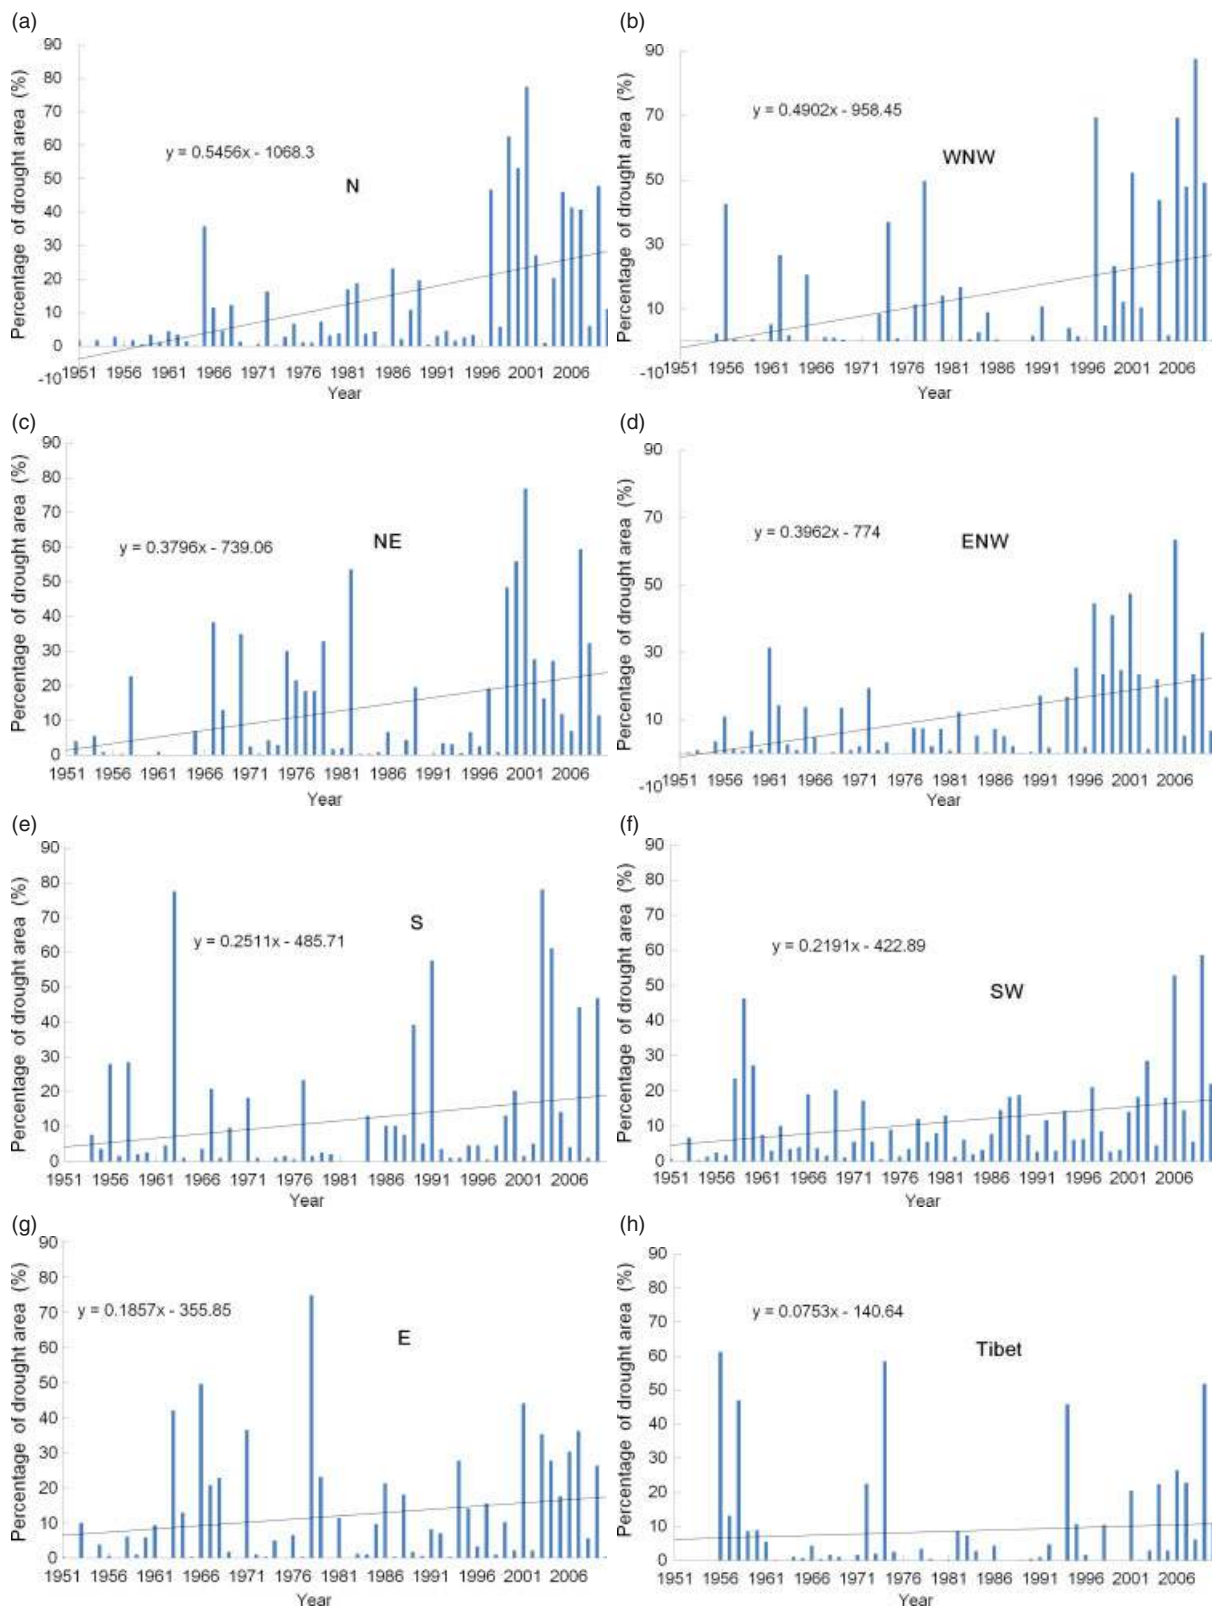 (a)
90
80
70
60
50
40
30
20
10
0
-10
Percentage of drought area (%)
y = 0.5456x - 1068.3
N
1951 1956 1961 1966 1971 1976 1981 1986 1991 1996 2001 2006
Year
(b)
90
70
50
30
10
-10
Percentage of drought area (%)
y = 0.4902x - 958.45
WNW
1951 1956 1961 1966 1971 1976 1981 1986 1991 1996 2001 2006
Year
(c)
90
80
70
60
50
40
30
20
10
0
Percentage of drought area (%)
y = 0.3796x - 739.06
NE
1951 1956 1961 1966 1971 1976 1981 1986 1991 1996 2001 2006
Year
(d)
90
70
50
30
10
-10
Percentage of drought area (%)
y = 0.3962x - 774
ENW
1951 1956 1961 1966 1971 1976 1981 1986 1991 1996 2001 2006
Year
(e)
90
80
70
60
50
40
30
20
10
0
Percentage of drought area (%)
y = 0.2511x - 485.71
S
1951 1956 1961 1966 1971 1976 1981 1986 1991 1996 2001 2006
Year
(f)
90
80
70
60
50
40
30
20
10
0
Percentage of drought area (%)
y = 0.2191x - 422.89
SW
1951 1956 1961 1966 1971 1976 1981 1986 1991 1996 2001 2006
Year
(g)
90
80
70
60
50
40
30
20
10
0
Percentage of drought area (%)
y = 0.1857x - 355.85
E
1951 1956 1961 1966 1971 1976 1981 1986 1991 1996 2001 2006
Year
(h)
90
80
70
60
50
40
30
20
10
0
Percentage of drought area (%)
y = 0.0753x - 140.64
Tibet
1951 1956 1961 1966 1971 1976 1981 1986 1991 1996 2001 2006
Year